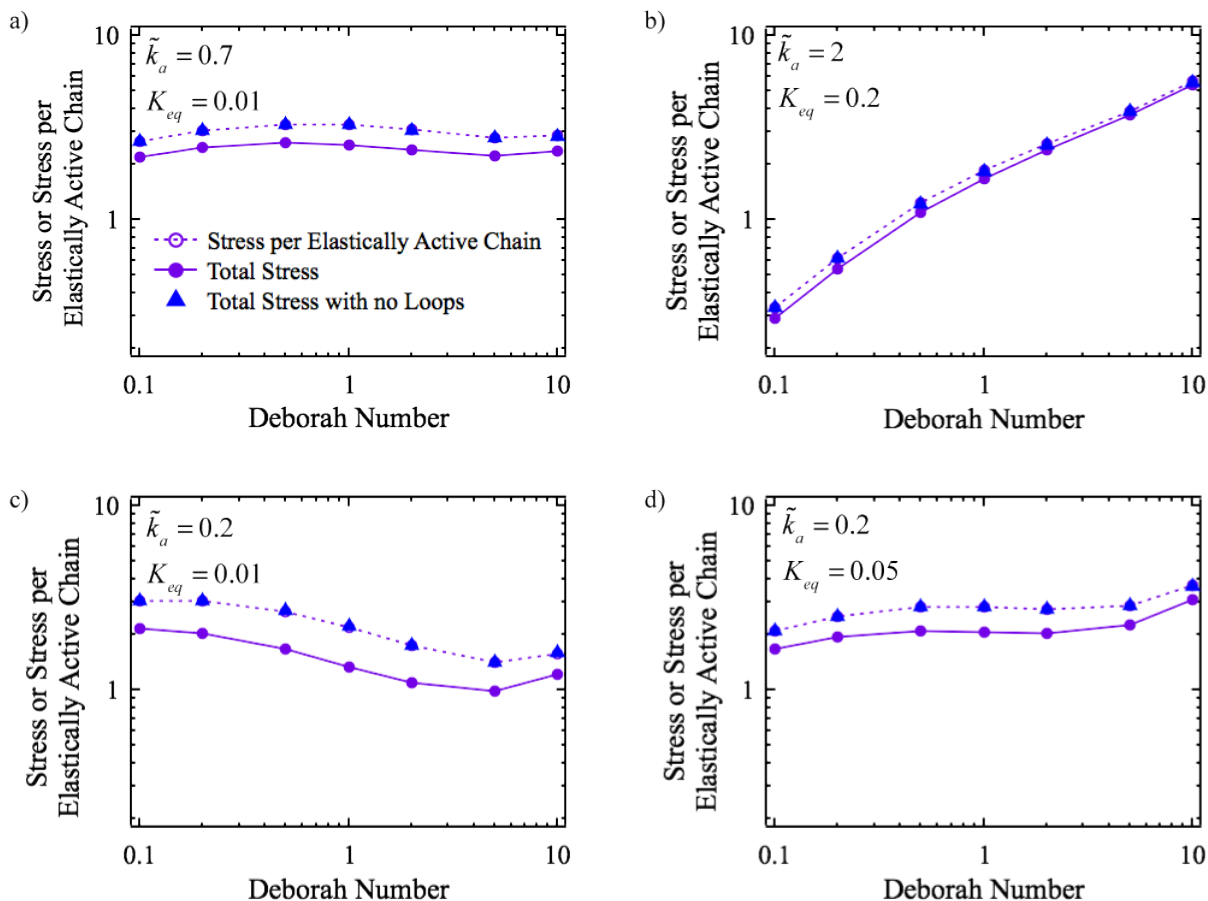 a)
k̃a = 0.7
Keq = 0.01
10
1
Stress or Stress per
Elastically Active Chain
Stress per Elastically Active Chain
Total Stress
Total Stress with no Loops
0.1
1
10
Deborah Number
b)
k̃a = 2
Keq = 0.2
10
1
Stress or Stress per
Elastically Active Chain
0.1
1
10
Deborah Number
c)
k̃a = 0.2
Keq = 0.01
10
1
Stress or Stress per
Elastically Active Chain
0.1
1
10
Deborah Number
d)
k̃a = 0.2
Keq = 0.05
10
1
Stress or Stress per
Elastically Active Chain
0.1
1
10
Deborah Number